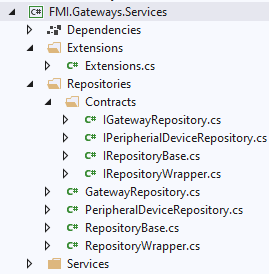 FMI.Gateways.Services
Dependencies
Extensions
C# Extensions.cs
Repositories
Contracts
C# IGatewayRepository.cs
C# IPeripherialDeviceRepository.cs
C# IRepositoryBase.cs
C# IRepositoryWrapper.cs
C# GatewayRepository.cs
C# PeripheralDeviceRepository.cs
C# RepositoryBase.cs
C# RepositoryWrapper.cs
Services